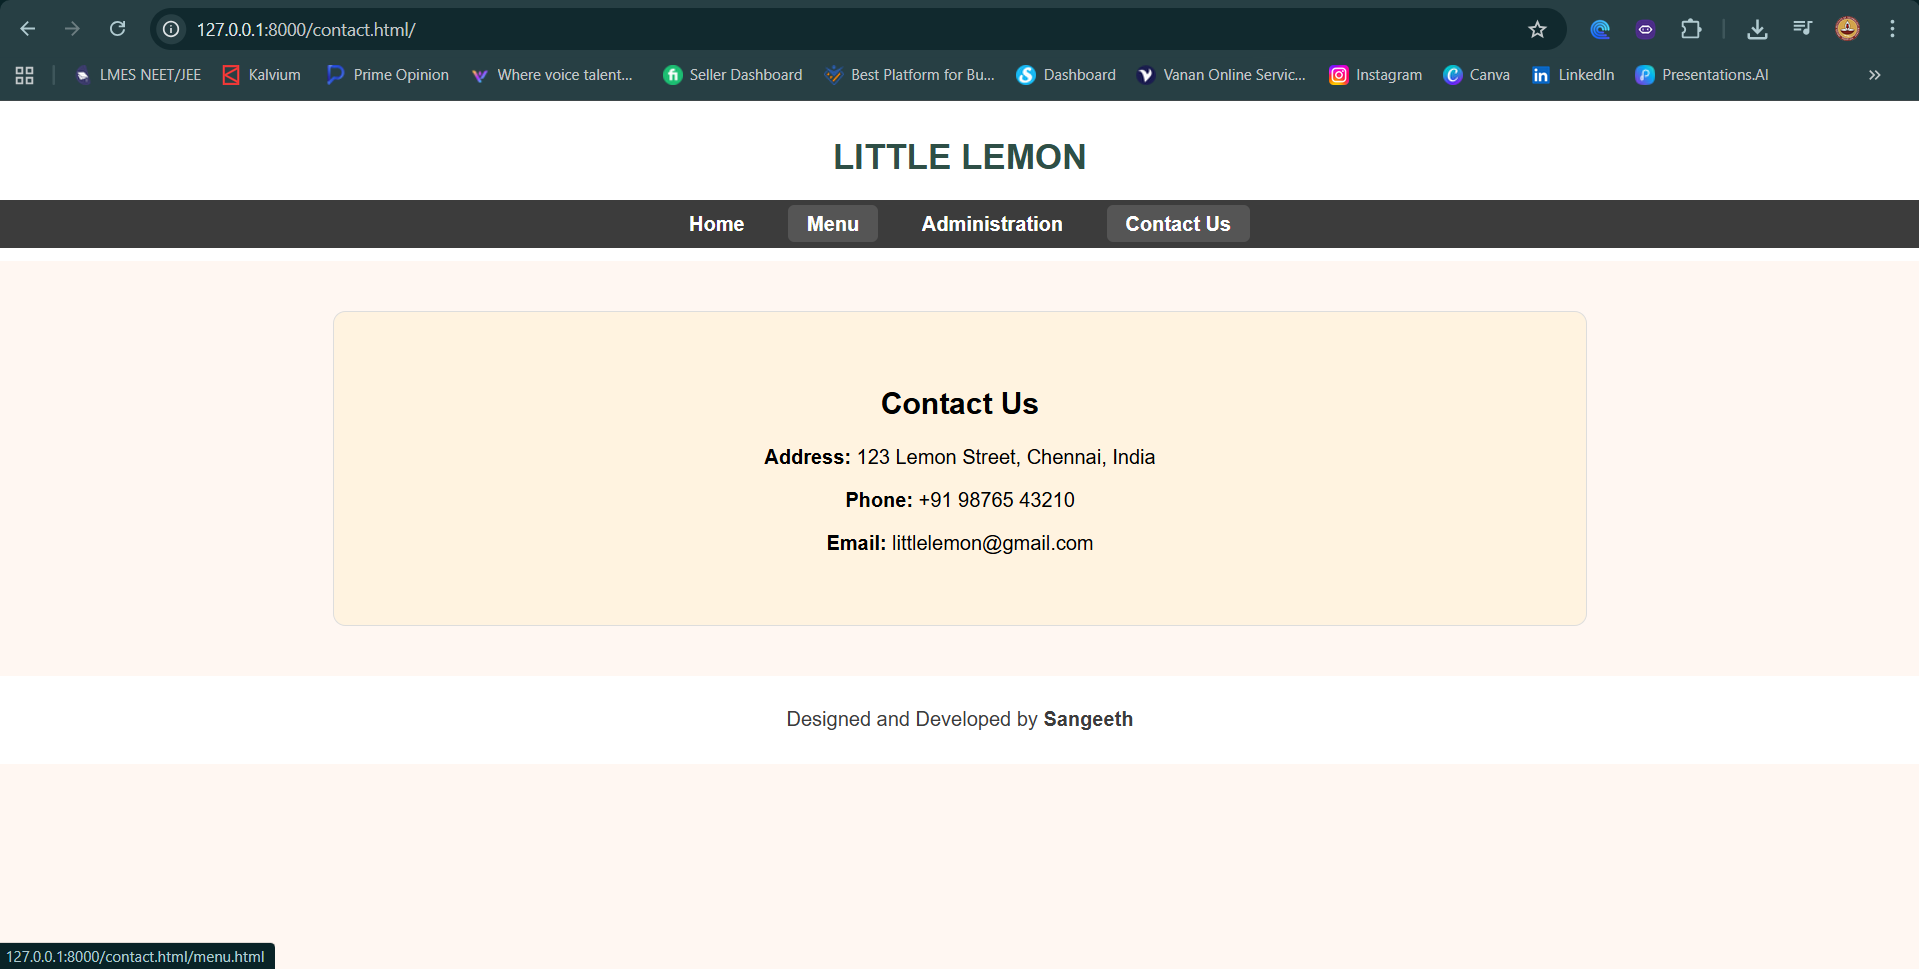 127.0.0.1:8000/contact.html/
LMES NEET/JEE Kalvium Prime Opinion Where voice talent... Seller Dashboard Best Platform for Bu... Dashboard Vanan Online Servic... Instagram Canva LinkedIn Presentations.AI
LITTLE LEMON
Home Menu Administration Contact Us
Contact Us
Address: 123 Lemon Street, Chennai, India
Phone: +91 98765 43210
Email: littlelemon@gmail.com
Designed and Developed by Sangeeth
127.0.0.1:8000/contact.html/menu.html